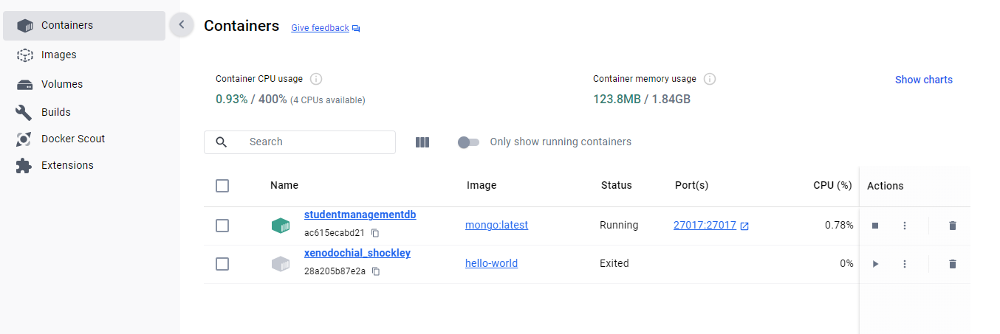 Containers
Images
Volumes
Builds
Docker Scout
Extensions
Containers Give feedback
Container CPU usage
0.93% / 400% (4 CPUs available)
Container memory usage
123.8MB / 1.84GB
Show charts
Search
Only show running containers
Name Image Status Port(s) CPU (%) Actions
studentmanagementdb
ac615ecabd21
mongo:latest Running 27017:27017 0.78%
xenodochial_shockley
28a205b87e2a
hello-world Exited 0%